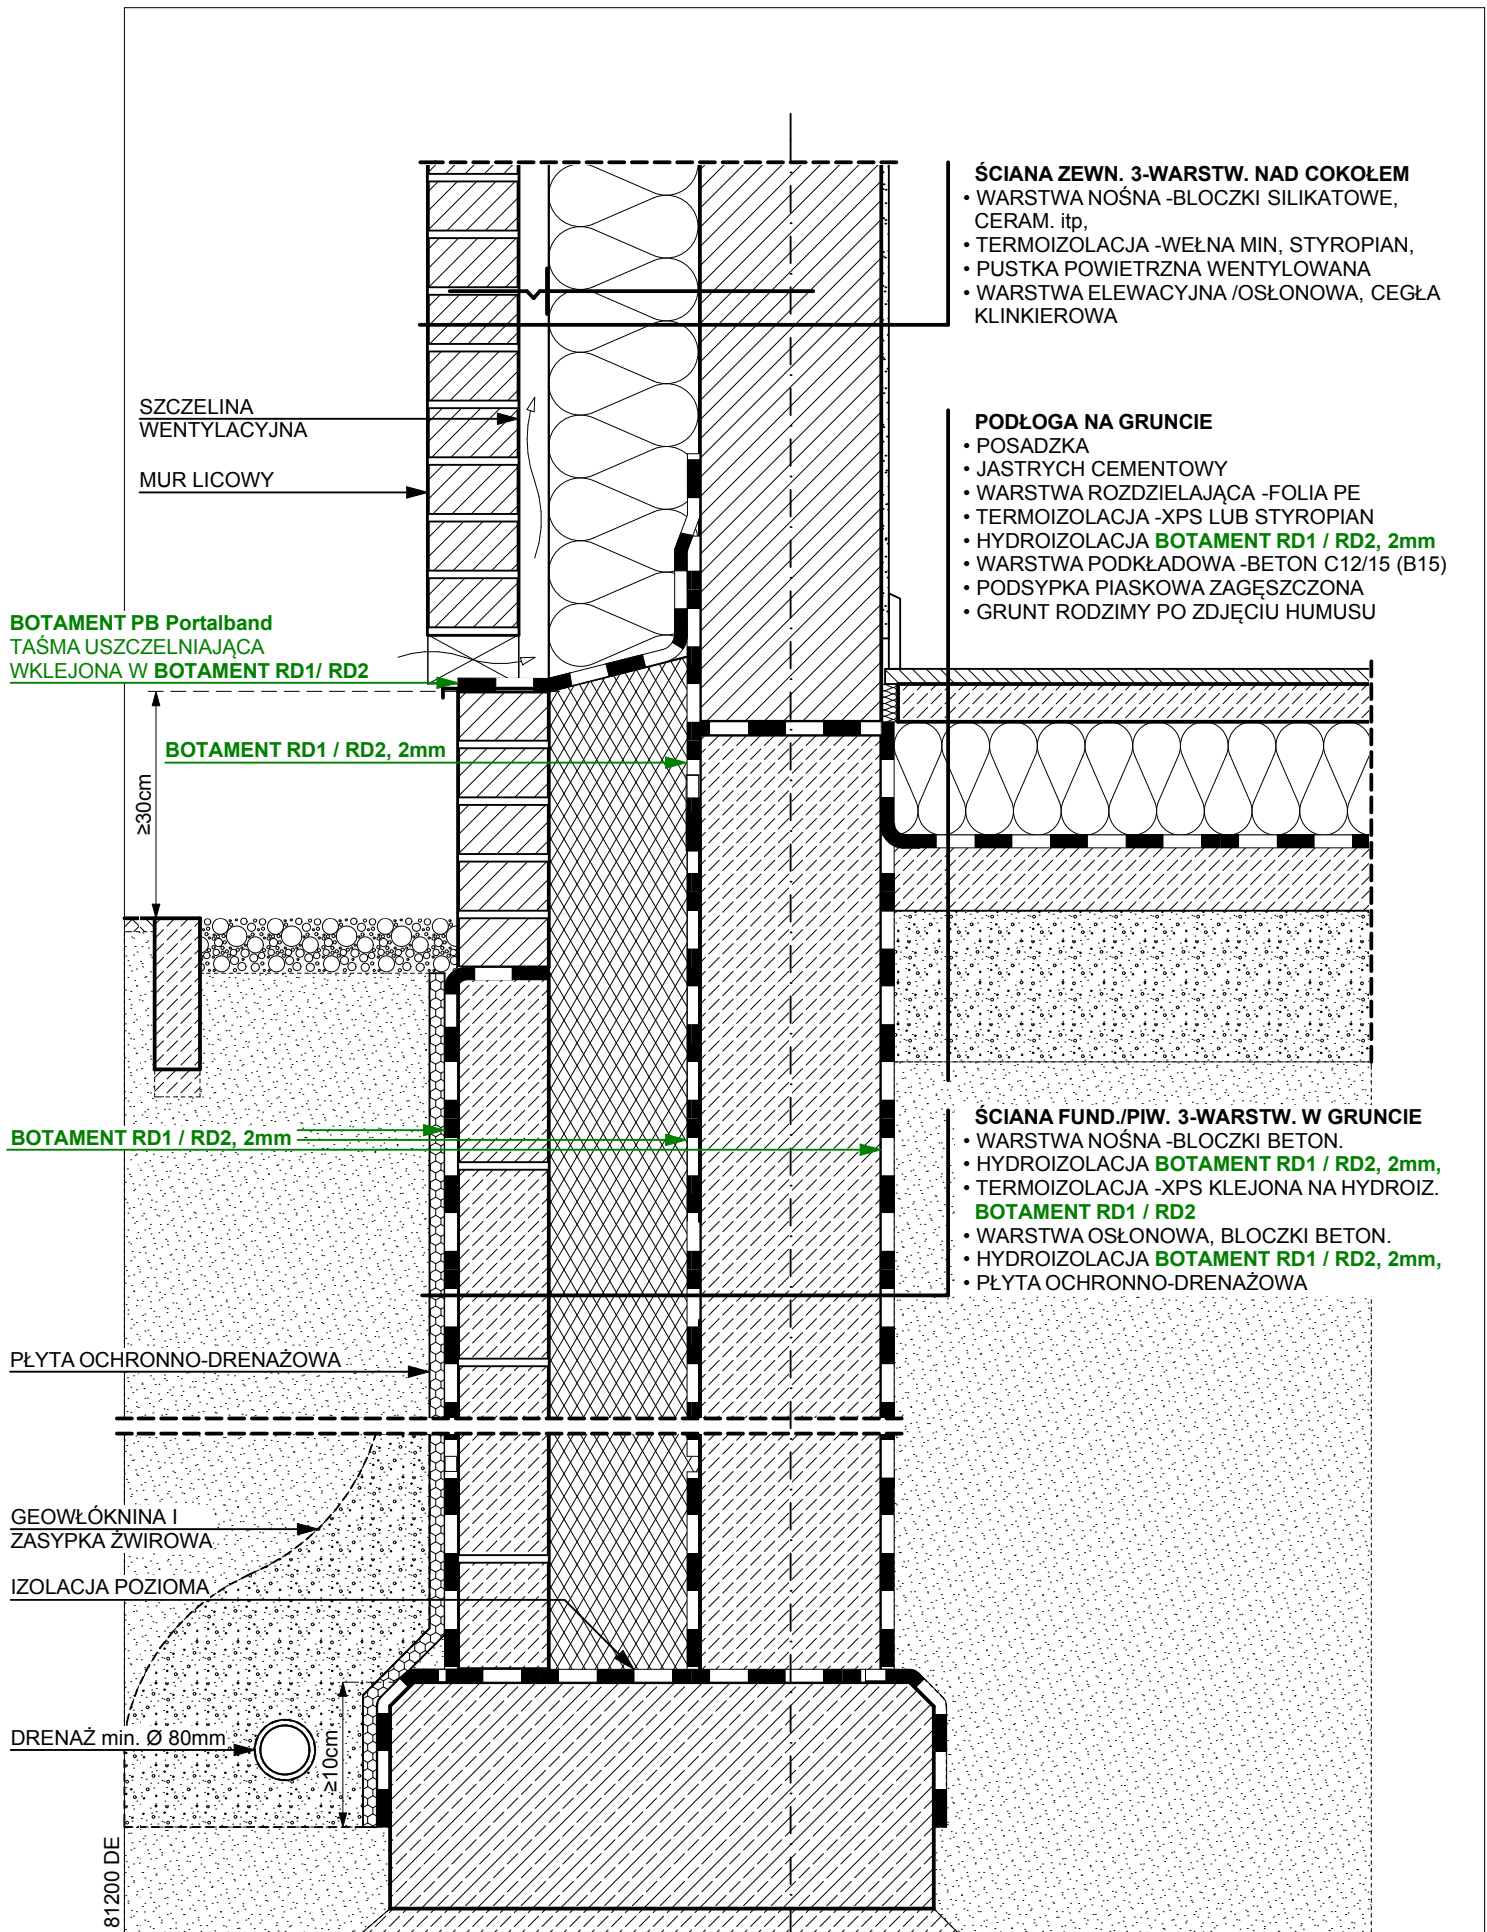 ŚCIANA ZEWN. 3-WARSTW. NAD COKOŁEM
• WARSTWA NOŚNA -BLOCZKI SILIKATOWE,
CERAM. itp,
• TERMOIZOLACJA -WEŁNA MIN, STYROPIAN,
• PUSTKA POWIETRZNA WENTYLOWANA
• WARSTWA ELEWACYJNA /OSŁONOWA, CEGŁA
KLINKIEROWA
SZCZELINA
WENTYLACYJNA
MUR LICOWY
PODŁOGA NA GRUNCIE
• POSADZKA
• JASTRYCH CEMENTOWY
• WARSTWA ROZDZIELAJĄCA -FOLIA PE
• TERMOIZOLACJA -XPS LUB STYROPIAN
• HYDROIZOLACJA BOTAMENT RD1 / RD2, 2mm
• WARSTWA PODKŁADOWA -BETON C12/15 (B15)
• PODSYPKA PIASKOWA ZAGĘSZCZONA
• GRUNT RODZIMY PO ZDJĘCIU HUMUSU
BOTAMENT PB Portalband
TAŚMA USZCZELNIAJĄCA
WKLEJONA W BOTAMENT RD1/ RD2
BOTAMENT RD1 / RD2, 2mm
≥30cm
BOTAMENT RD1 / RD2, 2mm
ŚCIANA FUND./PIW. 3-WARSTW. W GRUNCIE
• WARSTWA NOŚNA -BLOCZKI BETON.
• HYDROIZOLACJA BOTAMENT RD1 / RD2, 2mm,
• TERMOIZOLACJA -XPS KLEJONA NA HYDROIZ.
BOTAMENT RD1 / RD2
• WARSTWA OSŁONOWA, BLOCZKI BETON.
• HYDROIZOLACJA BOTAMENT RD1 / RD2, 2mm,
• PŁYTA OCHRONNO-DRENAŻOWA
PŁYTA OCHRONNO-DRENAŻOWA
GEOWŁÓKNINA I
ZASYPKA ŻWIROWA
IZOLACJA POZIOMA
DRENAŻ min. Ø 80mm
≥10cm
81200 DE